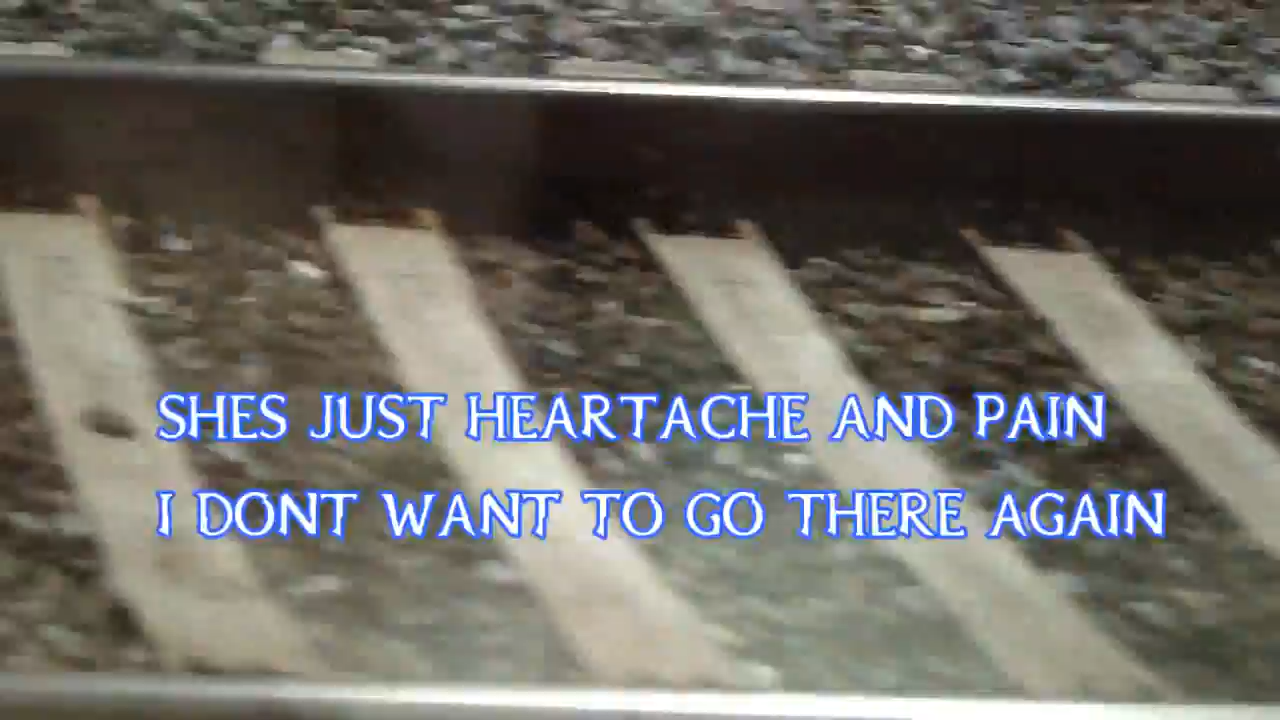 SHES JUST HEARTACHE AND PAIN
I DONT WANT TO GO THERE AGAIN